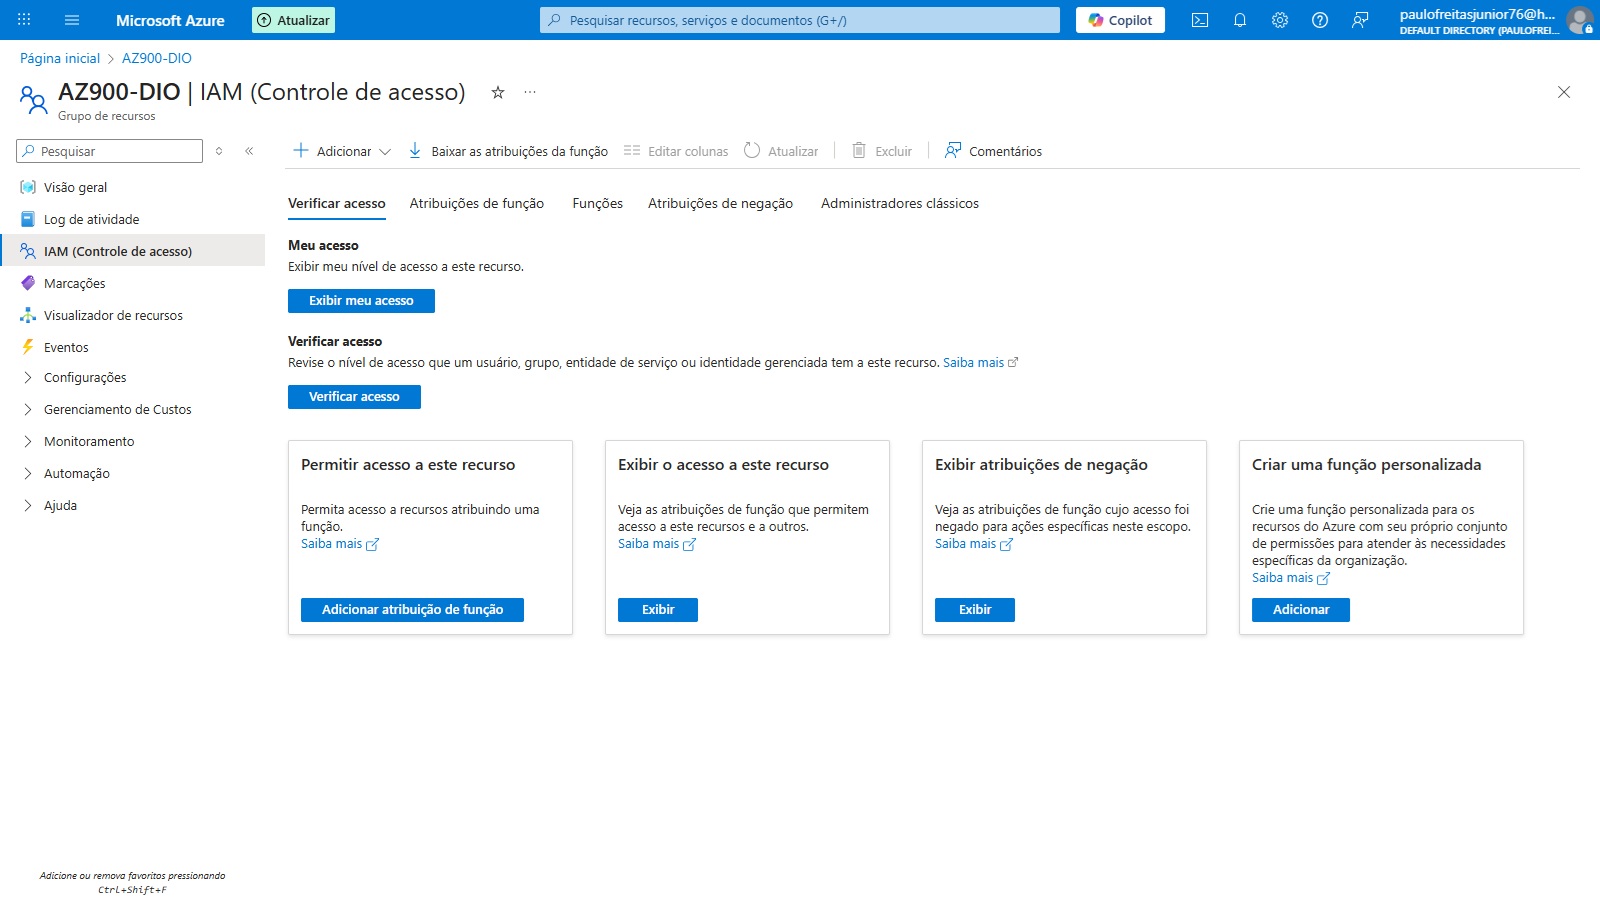 Microsoft Azure
Atualizar
Pesquisar recursos, serviços e documentos (G+/)
Copilot
paulofreitasjunior76@h...
DEFAULT DIRECTORY (PAULOFREI...
Página inicial > AZ900-DIO
AZ900-DIO | IAM (Controle de acesso)
Grupo de recursos
Pesquisar
Adicionar
Baixar as atribuições da função
Editar colunas
Atualizar
Excluir
Comentários
Visão geral
Log de atividade
IAM (Controle de acesso)
Marcações
Visualizador de recursos
Eventos
Configurações
Gerenciamento de Custos
Monitoramento
Automação
Ajuda
Verificar acesso
Atribuições de função
Funções
Atribuições de negação
Administradores clássicos
Meu acesso
Exibir meu nível de acesso a este recurso.
Exibir meu acesso
Verificar acesso
Revise o nível de acesso que um usuário, grupo, entidade de serviço ou identidade gerenciada tem a este recurso. Saiba mais
Verificar acesso
Permitir acesso a este recurso
Permita acesso a recursos atribuindo uma
função.
Saiba mais
Adicionar atribuição de função
Exibir o acesso a este recurso
Veja as atribuições de função que permitem
acesso a este recursos e a outros.
Saiba mais
Exibir
Exibir atribuições de negação
Veja as atribuições de função cujo acesso foi
negado para ações específicas neste escopo.
Saiba mais
Exibir
Criar uma função personalizada
Crie uma função personalizada para os
recursos do Azure com seu próprio conjunto
de permissões para atender às necessidades
específicas da organização.
Saiba mais
Adicionar
Adicione ou remova favoritos pressionando
Ctrl+Shift+F